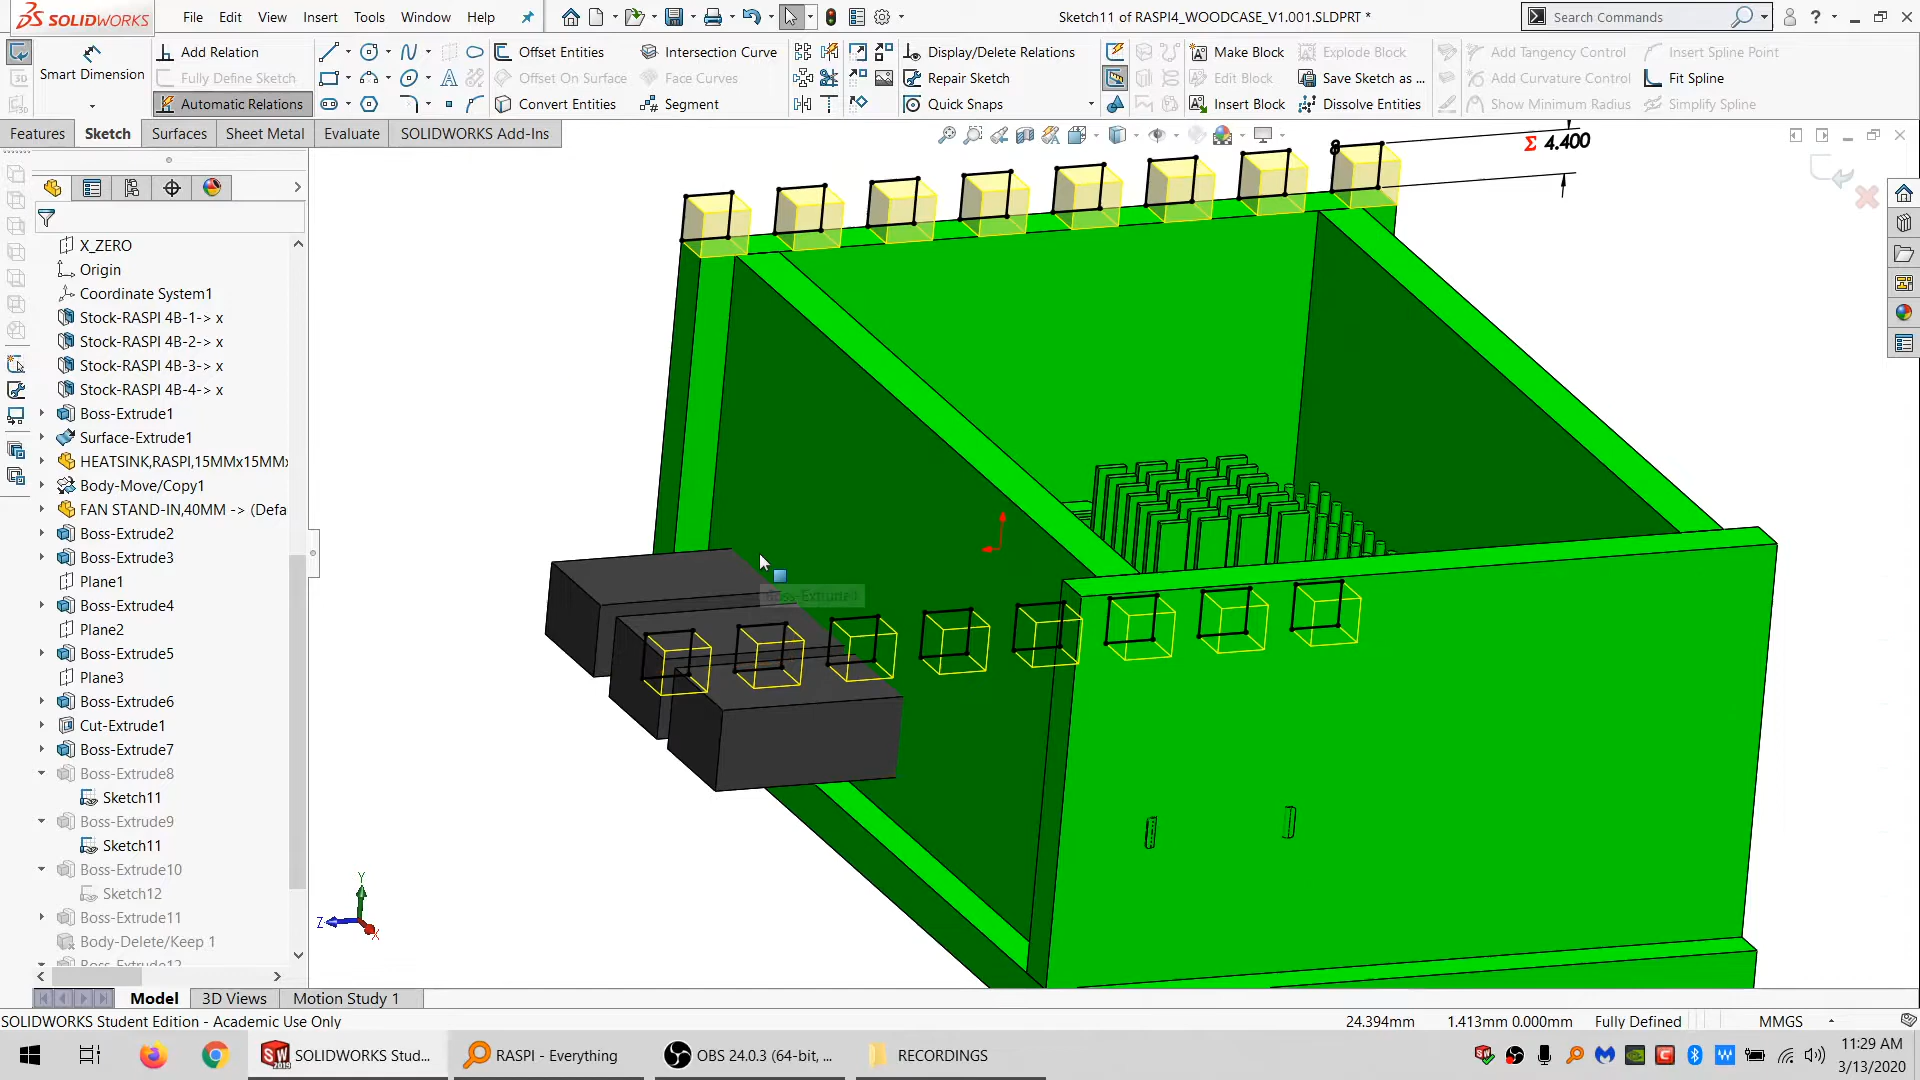 SOLIDWORKS
File Edit View Insert Tools Window Help
Sketch11 of RASPI4_WOODCASE_V1.001.SLDPRT *
Search Commands
Smart Dimension
Add Relation
Fully Define Sketch
Automatic Relations
Offset Entities
Offset On Surface
Convert Entities
Intersection Curve
Face Curves
Segment
Display/Delete Relations
Repair Sketch
Quick Snaps
Make Block
Edit Block
Insert Block
Explode Block
Save Sketch as ...
Dissolve Entities
Add Tangency Control
Add Curvature Control
Show Minimum Radius
Insert Spline Point
Fit Spline
Simplify Spline
Features Sketch Surfaces Sheet Metal Evaluate SOLIDWORKS Add-Ins
8
Σ 4.400
X_ZERO
Origin
Coordinate System1
Stock-RASPI 4B-1-> x
Stock-RASPI 4B-2-> x
Stock-RASPI 4B-3-> x
Stock-RASPI 4B-4-> x
Boss-Extrude1
Surface-Extrude1
HEATSINK,RASPI,15MMx15MMx
Body-Move/Copy1
FAN STAND-IN,40MM -> (Defa
Boss-Extrude2
Boss-Extrude3
Plane1
Boss-Extrude4
Plane2
Boss-Extrude5
Plane3
Boss-Extrude6
Cut-Extrude1
Boss-Extrude7
Boss-Extrude8
Sketch11
Boss-Extrude9
Sketch11
Boss-Extrude10
Sketch12
Boss-Extrude11
Body-Delete/Keep 1
Boss-Extrude12
Y
Z
X
Model 3D Views Motion Study 1
SOLIDWORKS Student Edition - Academic Use Only
24.394mm 1.413mm 0.000mm Fully Defined MMGS
SOLIDWORKS Stud...
RASPI - Everything
OBS 24.0.3 (64-bit, ...
RECORDINGS
11:29 AM
3/13/2020